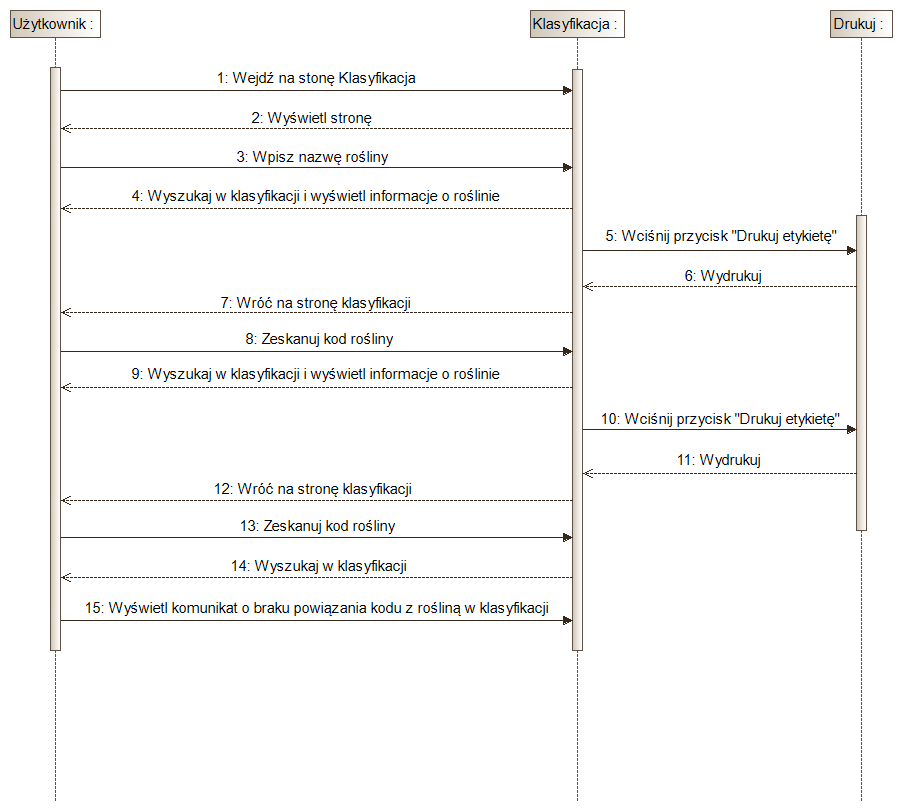 Użytkownik :
Klasyfikacja :
Drukuj :
1: Wejdź na stonę Klasyfikacja
2: Wyświetl stronę
3: Wpisz nazwę rośliny
4: Wyszukaj w klasyfikacji i wyświetl informacje o roślinie
5: Wciśnij przycisk "Drukuj etykietę"
6: Wydrukuj
7: Wróć na stronę klasyfikacji
8: Zeskanuj kod rośliny
9: Wyszukaj w klasyfikacji i wyświetl informacje o roślinie
10: Wciśnij przycisk "Drukuj etykietę"
11: Wydrukuj
12: Wróć na stronę klasyfikacji
13: Zeskanuj kod rośliny
14: Wyszukaj w klasyfikacji
15: Wyświetl komunikat o braku powiązania kodu z rośliną w klasyfikacji